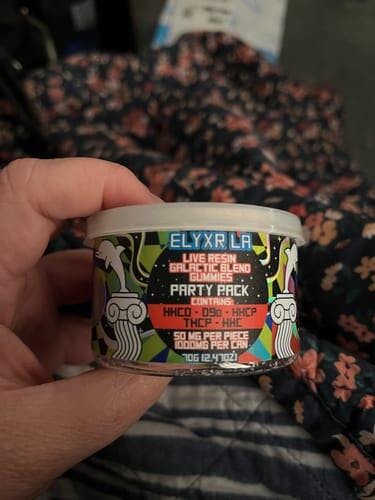 ELYXR LA
LIVE RESIN
GALACTIC BLEND
GUMMIES
PARTY PACK
CONTAINS:
HHCO - D9O - HHCP
THCP - HHC
50 MG PER PIECE
1000MG PER CAN
70G (2.47OZ)